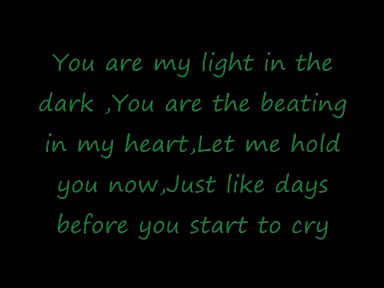 You are my light in the
dark ,You are the beating
in my heart,Let me hold
you now,Just like days
before you start to cry